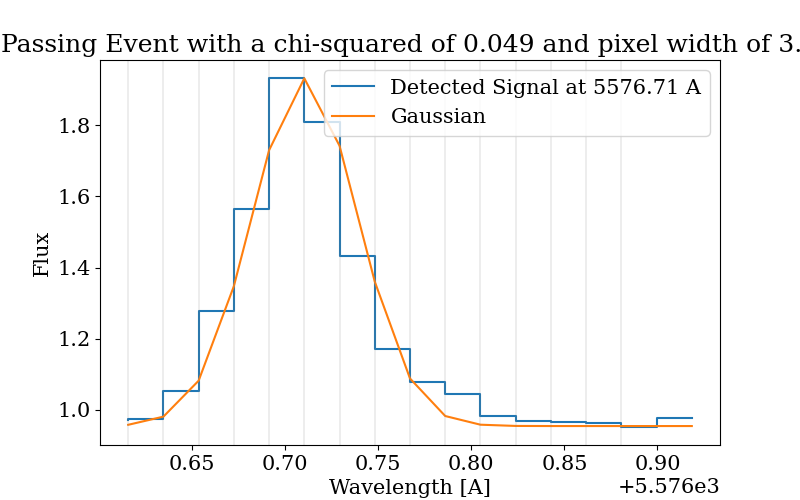 Passing Event with a chi-squared of 0.049 and pixel width of 3.
Detected Signal at 5576.71 A
Gaussian
Flux
1.8
1.6
1.4
1.2
1.0
0.65 0.70 0.75 0.80 0.85 0.90
Wavelength [A]
+5.576e3